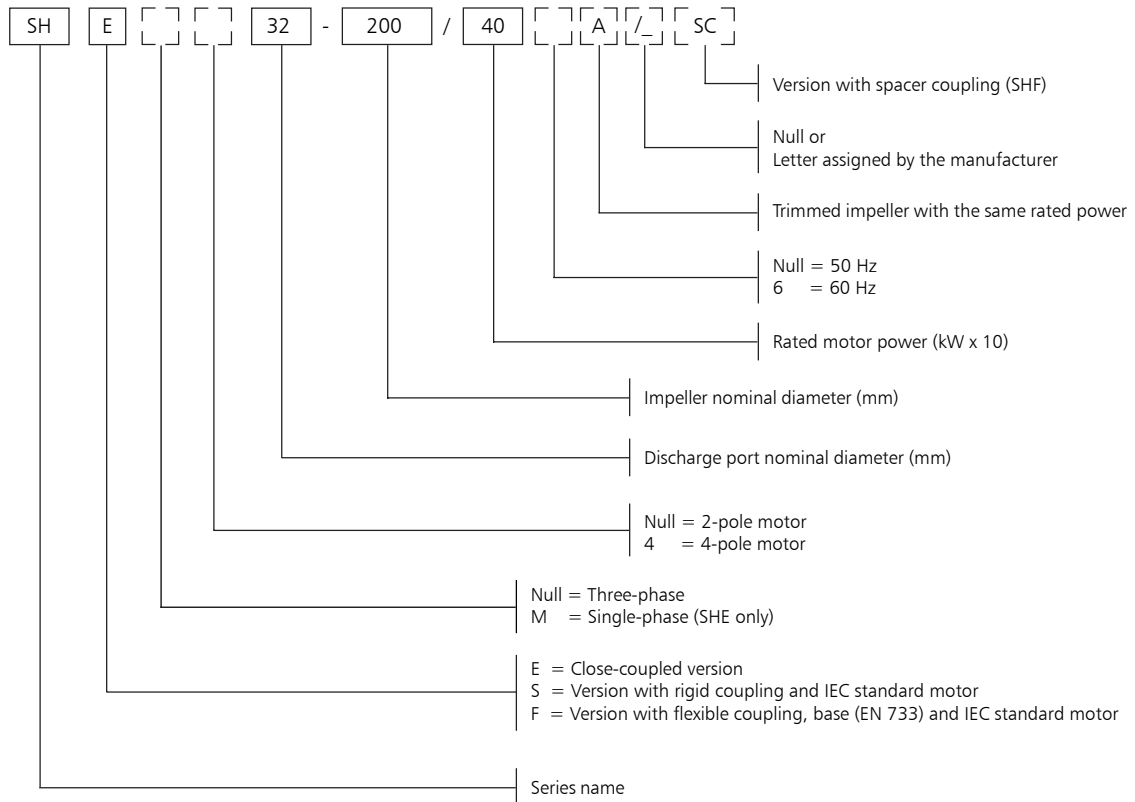 SH E 32 - 200 / 40 A /_ SC
Version with spacer coupling (SHF)
Null or
Letter assigned by the manufacturer
Trimmed impeller with the same rated power
Null = 50 Hz
6 = 60 Hz
Rated motor power (kW x 10)
Impeller nominal diameter (mm)
Discharge port nominal diameter (mm)
Null = 2-pole motor
4 = 4-pole motor
Null = Three-phase
M = Single-phase (SHE only)
E = Close-coupled version
S = Version with rigid coupling and IEC standard motor
F = Version with flexible coupling, base (EN 733) and IEC standard motor
Series name